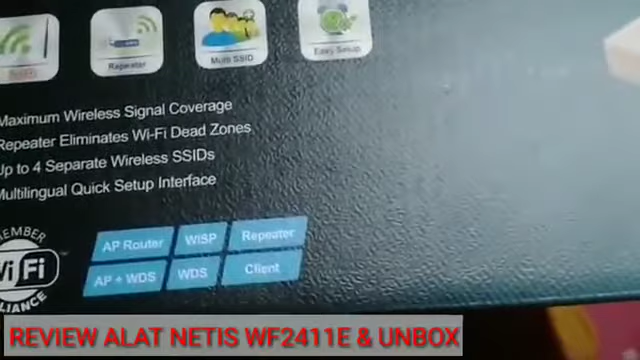 Repeater
Multi SSID
Easy Setup
Maximum Wireless Signal Coverage
Repeater Eliminates Wi-Fi Dead Zones
Up to 4 Separate Wireless SSIDs
Multilingual Quick Setup Interface
AP Router WISP Repeater
AP + WDS WDS Client
MEMBER
WiFi
ALLIANCE
REVIEW ALAT NETIS WF2411E & UNBOX